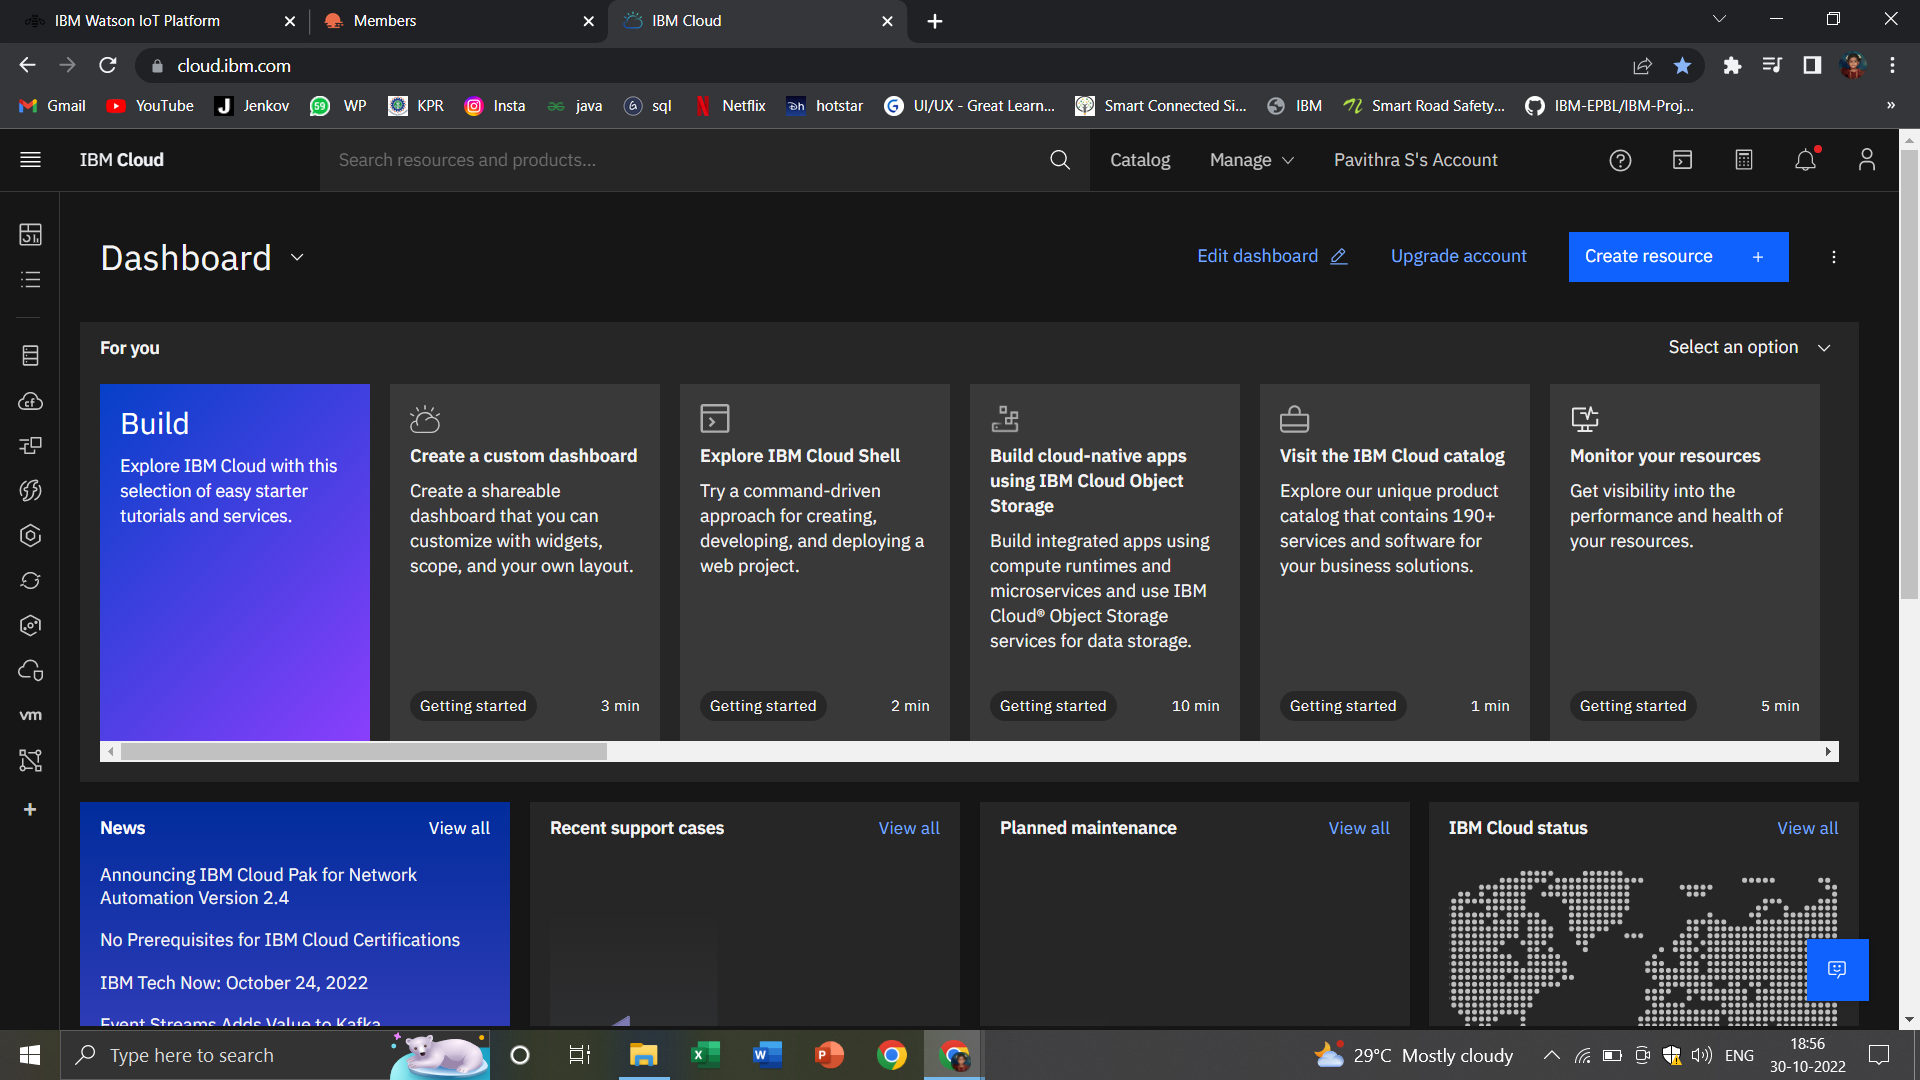 IBM Watson IoT Platform
Members
IBM Cloud
cloud.ibm.com
Gmail
YouTube
Jenkov
59
WP
KPR
Insta
java
sql
Netflix
hotstar
UI/UX - Great Learn...
Smart Connected Si...
IBM
Smart Road Safety...
IBM-EPBL/IBM-Proj...
»
IBM Cloud
Search resources and products...
Catalog
Manage
Pavithra S's Account
Dashboard
Edit dashboard
Upgrade account
Create resource +
For you
Select an option
Build
Explore IBM Cloud with this
selection of easy starter
tutorials and services.
Create a custom dashboard
Create a shareable
dashboard that you can
customize with widgets,
scope, and your own layout.
Getting started
3 min
Explore IBM Cloud Shell
Try a command-driven
approach for creating,
developing, and deploying a
web project.
Getting started
2 min
Build cloud-native apps
using IBM Cloud Object
Storage
Build integrated apps using
compute runtimes and
microservices and use IBM
Cloud® Object Storage
services for data storage.
Getting started
10 min
Visit the IBM Cloud catalog
Explore our unique product
catalog that contains 190+
services and software for
your business solutions.
Getting started
1 min
Monitor your resources
Get visibility into the
performance and health of
your resources.
Getting started
5 min
cf
vm
News
View all
Announcing IBM Cloud Pak for Network
Automation Version 2.4
No Prerequisites for IBM Cloud Certifications
IBM Tech Now: October 24, 2022
Event Streams Adds Value to Kafka
Recent support cases
View all
Planned maintenance
View all
IBM Cloud status
View all
Type here to search
29°C Mostly cloudy
ENG
18:56
30-10-2022